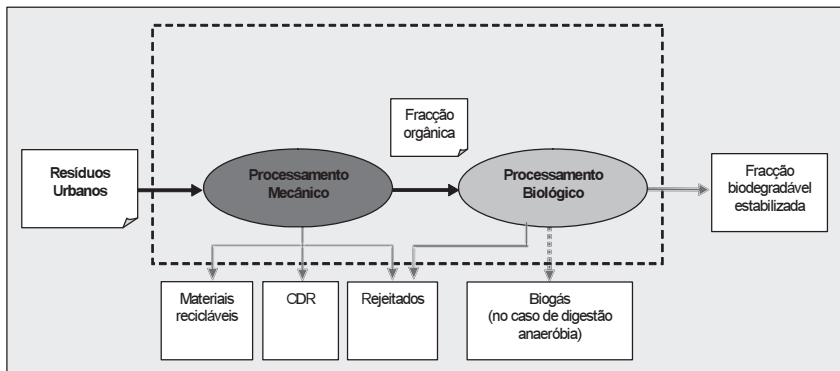 Fracção
orgânica
Resíduos
Urbanos
Processamento
Mecânico
Processamento
Biológico
Fracção
biodegradável
estabilizada
Materiais
recicláveis
CDR
Rejeitados
Biogás
(no caso de digestão
anaeróbia)